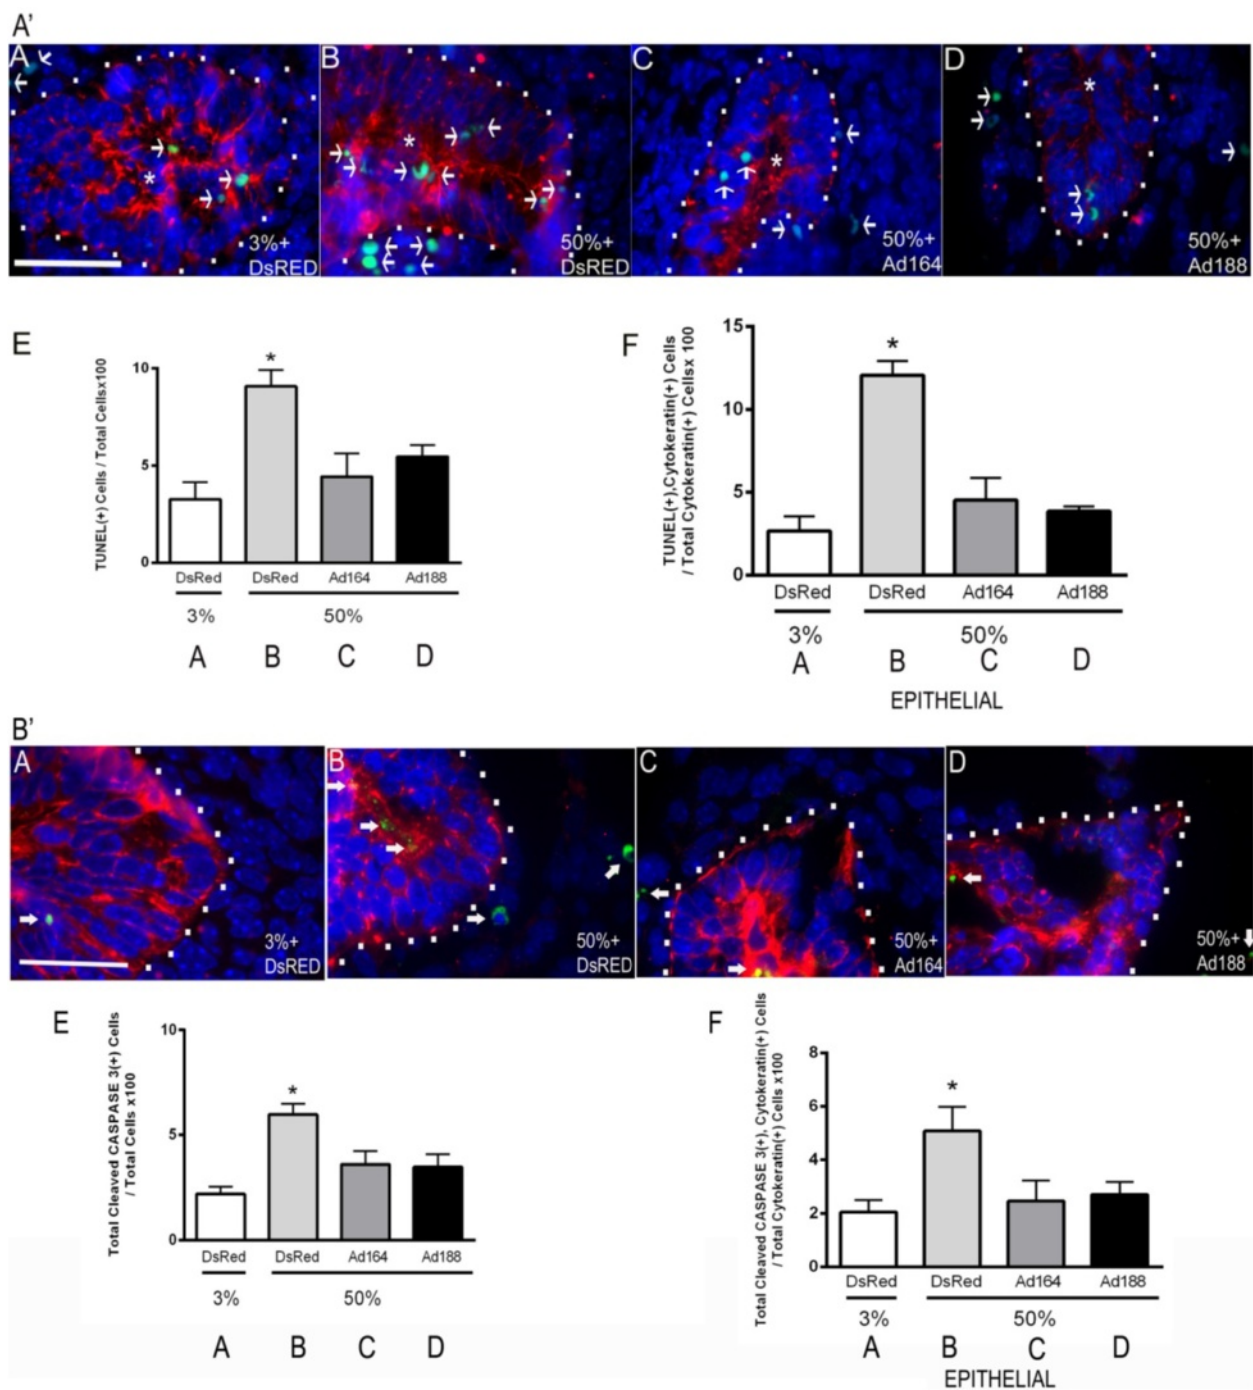 A'
A
B
C
D
3%+
DsRED
50%+
DsRED
50%+
Ad164
50%+
Ad188
E
TUNEL(+) Cells / Total Cellsx100
10
5
0
*
DsRed
DsRed
Ad164
Ad188
3%
50%
A
B
C
D
F
TUNEL(+),Cytokeratin(+) Cells
/ Total Cytokeratin(+) Cellsx 100
15
10
5
0
*
DsRed
DsRed
Ad164
Ad188
3%
50%
A
B
C
D
EPITHELIAL
B'
A
B
C
D
3%+
DsRED
50%+
DsRED
50%+
Ad164
50%+
Ad188
E
Total Cleaved CASPASE 3(+) Cells
/ Total Cells x100
10
5
0
*
DsRed
DsRed
Ad164
Ad188
3%
50%
A
B
C
D
F
Total Cleaved CASPASE 3(+), Cytokeratin(+) Cells
/ Total Cytokeratin(+) Cells x100
8
6
4
2
0
*
DsRed
DsRed
Ad164
Ad188
3%
50%
A
B
C
D
EPITHELIAL